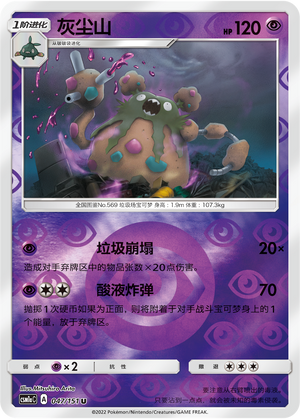 1阶进化 灰尘山 HP 120
从破破袋进化
全国图鉴No.569 垃圾场宝可梦 身高：1.9m 体重：107.3kg
垃圾崩塌 20×
造成对手弃牌区中的物品张数×20点伤害。
酸液炸弹 70
抛掷1次硬币如果为正面，则将附着于对手战斗宝可梦身上的1
个能量，放于弃牌区。
弱点 ×2 抗性 撤退
Illus. Mitsuhiro Arita
csm1cC A 047/151 U
©2022 Pokémon/Nintendo/Creatures/GAME FREAK.